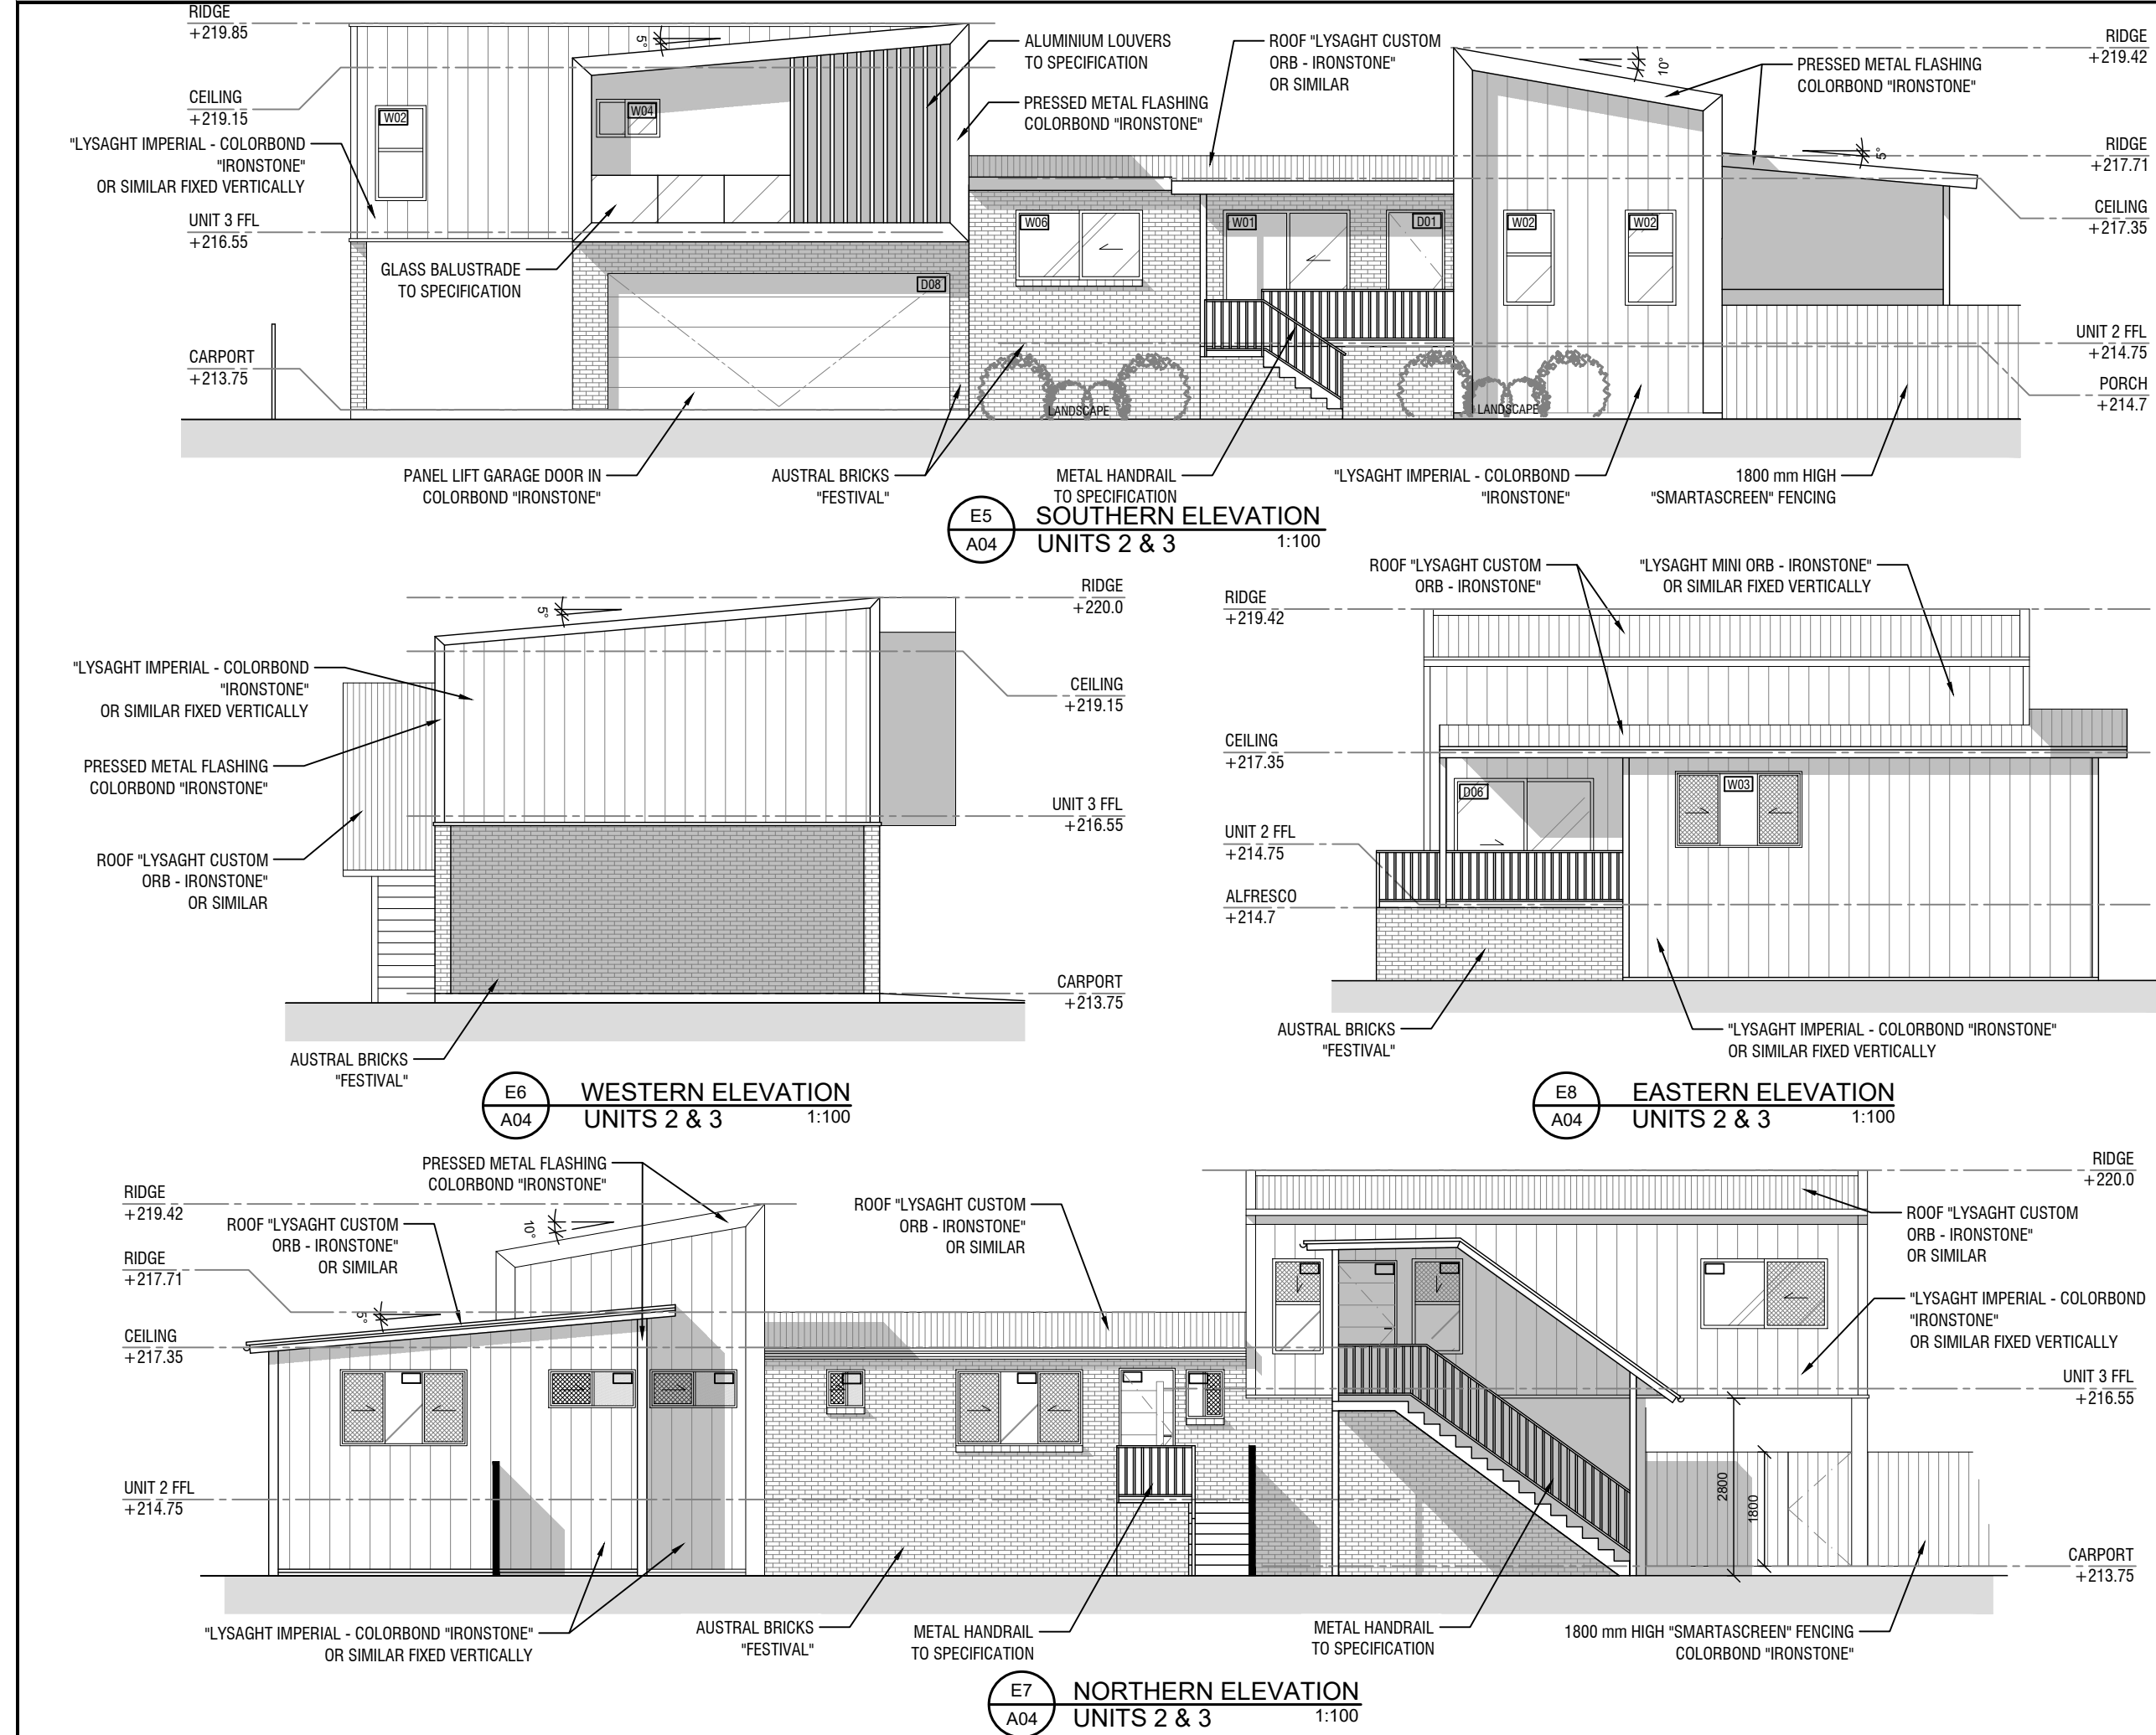 RIDGE
+219.85
CEILING
+219.15
"LYSAGHT IMPERIAL - COLORBOND
"IRONSTONE"
OR SIMILAR FIXED VERTICALLY
UNIT 3 FFL
+216.55
CARPORT
+213.75
5°
W02
W04
ALUMINIUM LOUVERS
TO SPECIFICATION
PRESSED METAL FLASHING
COLORBOND "IRONSTONE"
GLASS BALUSTRADE
TO SPECIFICATION
D08
ROOF "LYSAGHT CUSTOM
ORB - IRONSTONE"
OR SIMILAR
W06
W01
D01
W02
W02
10°
PRESSED METAL FLASHING
COLORBOND "IRONSTONE"
5°
RIDGE
+219.42
RIDGE
+217.71
CEILING
+217.35
UNIT 2 FFL
+214.75
PORCH
+214.7
LANDSCAPE
LANDSCAPE
PANEL LIFT GARAGE DOOR IN
COLORBOND "IRONSTONE"
AUSTRAL BRICKS
"FESTIVAL"
METAL HANDRAIL
TO SPECIFICATION
"LYSAGHT IMPERIAL - COLORBOND
"IRONSTONE"
1800 mm HIGH
"SMARTASCREEN" FENCING
E5
A04
SOUTHERN ELEVATION
UNITS 2 & 3
1:100
5°
RIDGE
+220.0
CEILING
+219.15
UNIT 3 FFL
+216.55
CARPORT
+213.75
"LYSAGHT IMPERIAL - COLORBOND
"IRONSTONE"
OR SIMILAR FIXED VERTICALLY
PRESSED METAL FLASHING
COLORBOND "IRONSTONE"
ROOF "LYSAGHT CUSTOM
ORB - IRONSTONE"
OR SIMILAR
AUSTRAL BRICKS
"FESTIVAL"
E6
A04
WESTERN ELEVATION
UNITS 2 & 3
1:100
ROOF "LYSAGHT CUSTOM
ORB - IRONSTONE"
"LYSAGHT MINI ORB - IRONSTONE"
OR SIMILAR FIXED VERTICALLY
RIDGE
+219.42
CEILING
+217.35
UNIT 2 FFL
+214.75
ALFRESCO
+214.7
D06
W03
AUSTRAL BRICKS
"FESTIVAL"
"LYSAGHT IMPERIAL - COLORBOND "IRONSTONE"
OR SIMILAR FIXED VERTICALLY
E8
A04
EASTERN ELEVATION
UNITS 2 & 3
1:100
PRESSED METAL FLASHING
COLORBOND "IRONSTONE"
RIDGE
+219.42
ROOF "LYSAGHT CUSTOM
ORB - IRONSTONE"
OR SIMILAR
RIDGE
+217.71
CEILING
+217.35
UNIT 2 FFL
+214.75
10°
5°
ROOF "LYSAGHT CUSTOM
ORB - IRONSTONE"
OR SIMILAR
RIDGE
+220.0
ROOF "LYSAGHT CUSTOM
ORB - IRONSTONE"
OR SIMILAR
"LYSAGHT IMPERIAL - COLORBOND
"IRONSTONE"
OR SIMILAR FIXED VERTICALLY
UNIT 3 FFL
+216.55
2800
1800
CARPORT
+213.75
"LYSAGHT IMPERIAL - COLORBOND "IRONSTONE"
OR SIMILAR FIXED VERTICALLY
AUSTRAL BRICKS
"FESTIVAL"
METAL HANDRAIL
TO SPECIFICATION
METAL HANDRAIL
TO SPECIFICATION
1800 mm HIGH "SMARTASCREEN" FENCING
COLORBOND "IRONSTONE"
E7
A04
NORTHERN ELEVATION
UNITS 2 & 3
1:100